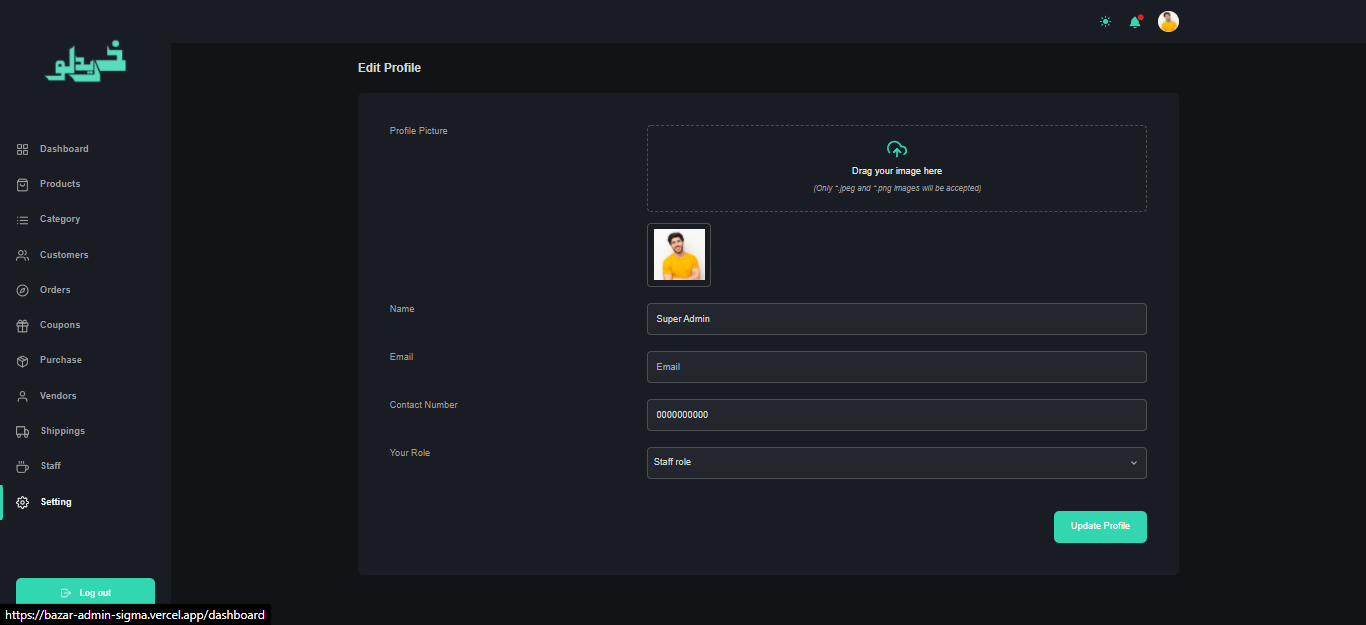 خریدلو
Edit Profile
Dashboard
Products
Category
Customers
Orders
Coupons
Purchase
Vendors
Shippings
Staff
Setting
Log out
Profile Picture
Drag your image here
(Only *.jpeg and *.png images will be accepted)
Name
Super Admin
Email
Email
Contact Number
0000000000
Your Role
Staff role
Update Profile
https://bazar-admin-sigma.vercel.app/dashboard